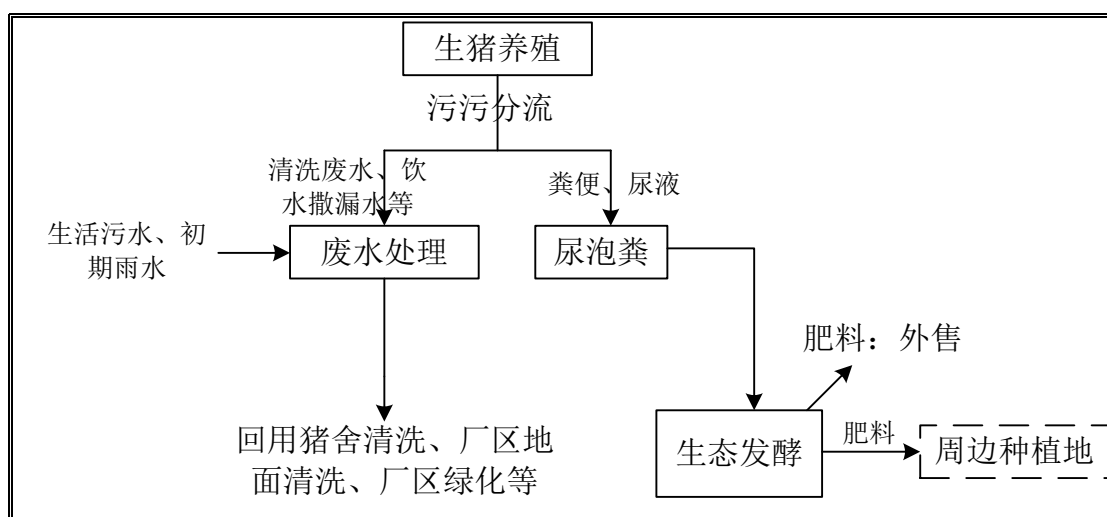 生猪养殖
污污分流
清洗废水、饮
水撒漏水等
粪便、尿液
生活污水、初
期雨水
废水处理
尿泡粪
肥料：外售
回用猪舍清洗、厂区地
面清洗、厂区绿化等
生态发酵
肥料
周边种植地